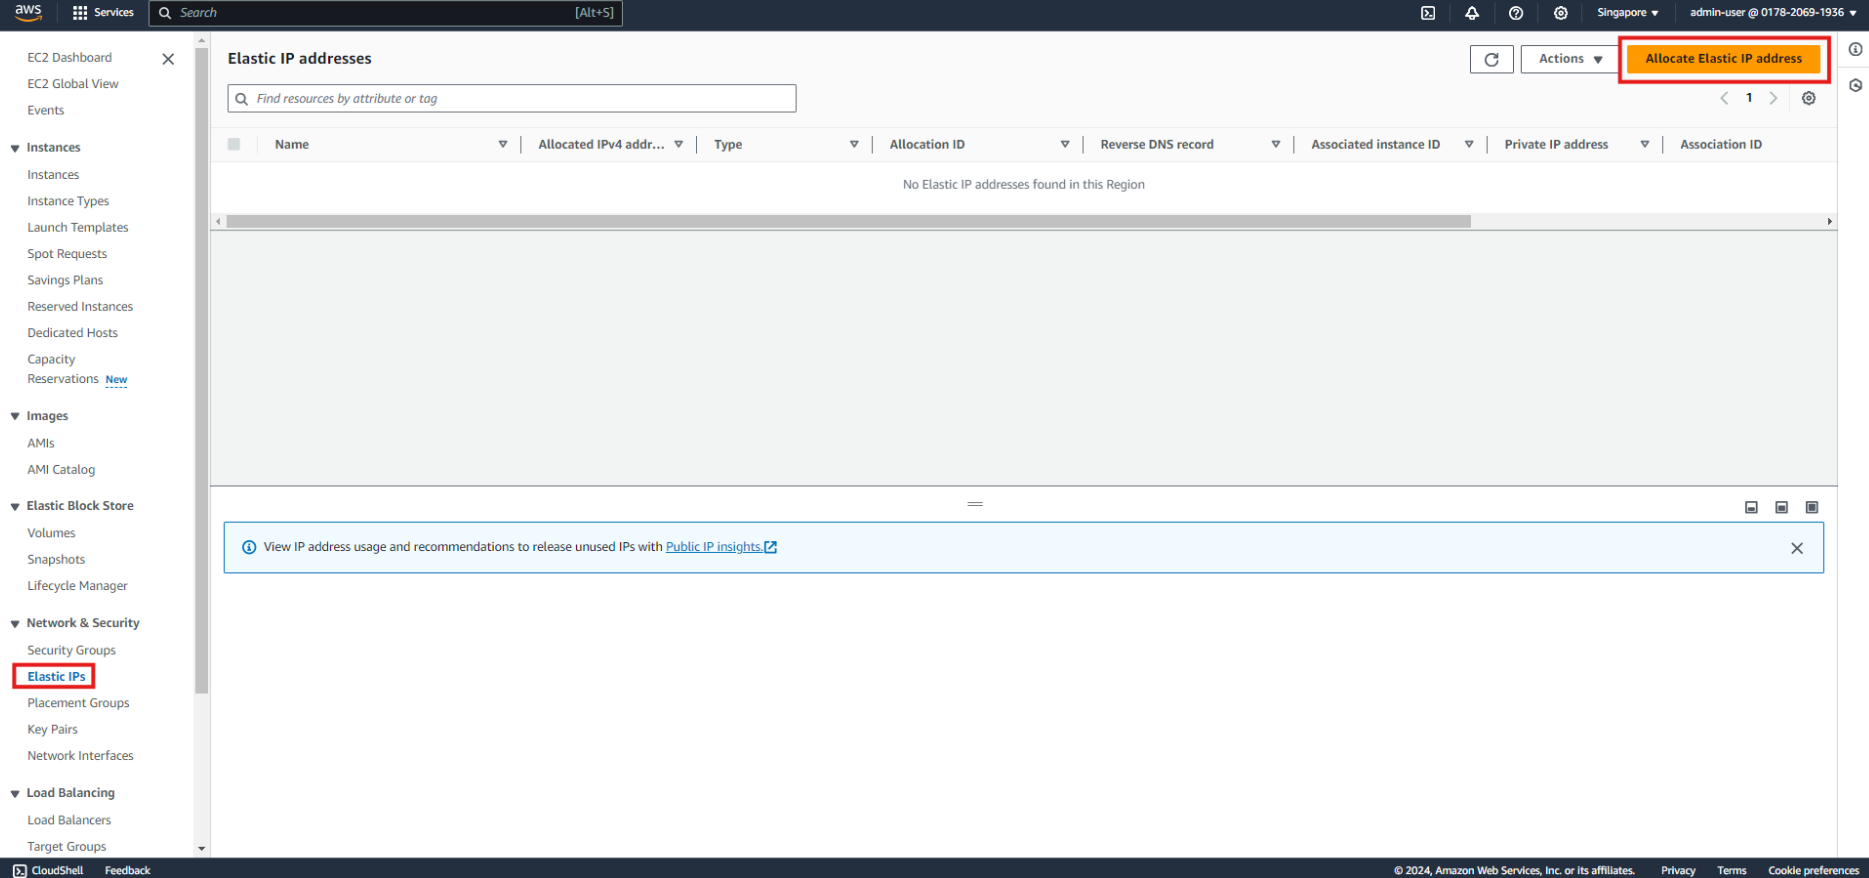 aws
Services
Search
[Alt+S]
Singapore
admin-user @ 0178-2069-1936
EC2 Dashboard
EC2 Global View
Events
Instances
Instances
Instance Types
Launch Templates
Spot Requests
Savings Plans
Reserved Instances
Dedicated Hosts
Capacity
Reservations New
Images
AMIs
AMI Catalog
Elastic Block Store
Volumes
Snapshots
Lifecycle Manager
Network & Security
Security Groups
Elastic IPs
Placement Groups
Key Pairs
Network Interfaces
Load Balancing
Load Balancers
Target Groups
Elastic IP addresses
Actions
Allocate Elastic IP address
Find resources by attribute or tag
1
Name
Allocated IPv4 addr...
Type
Allocation ID
Reverse DNS record
Associated instance ID
Private IP address
Association ID
No Elastic IP addresses found in this Region
View IP address usage and recommendations to release unused IPs with Public IP insights.
CloudShell
Feedback
© 2024, Amazon Web Services, Inc. or its affiliates.
Privacy
Terms
Cookie preferences